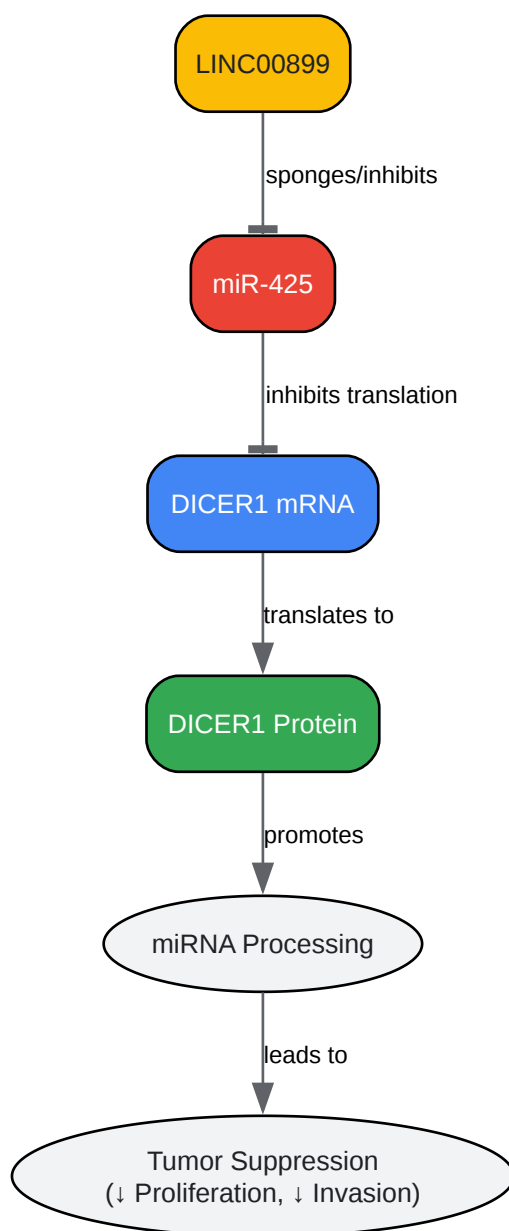 LINC00899
sponges/inhibits
miR-425
inhibits translation
DICER1 mRNA
translates to
DICER1 Protein
promotes
miRNA Processing
leads to
Tumor Suppression
(↓ Proliferation, ↓ Invasion)